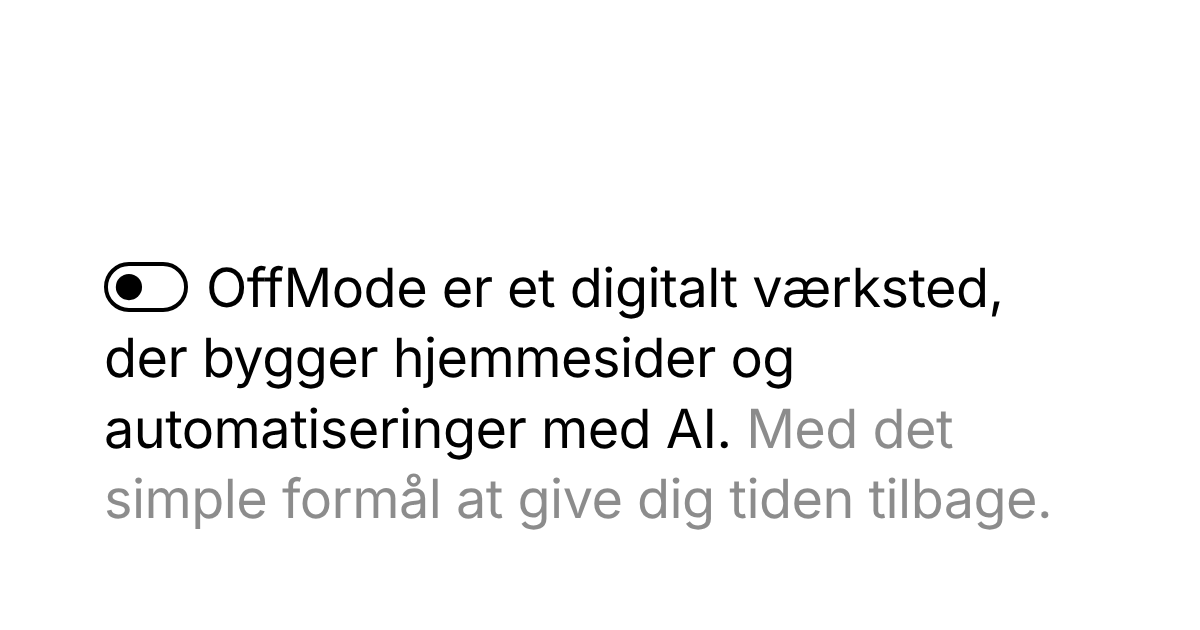 OffMode er et digitalt værksted,
der bygger hjemmesider og
automatiseringer med AI. Med det
simple formål at give dig tiden tilbage.